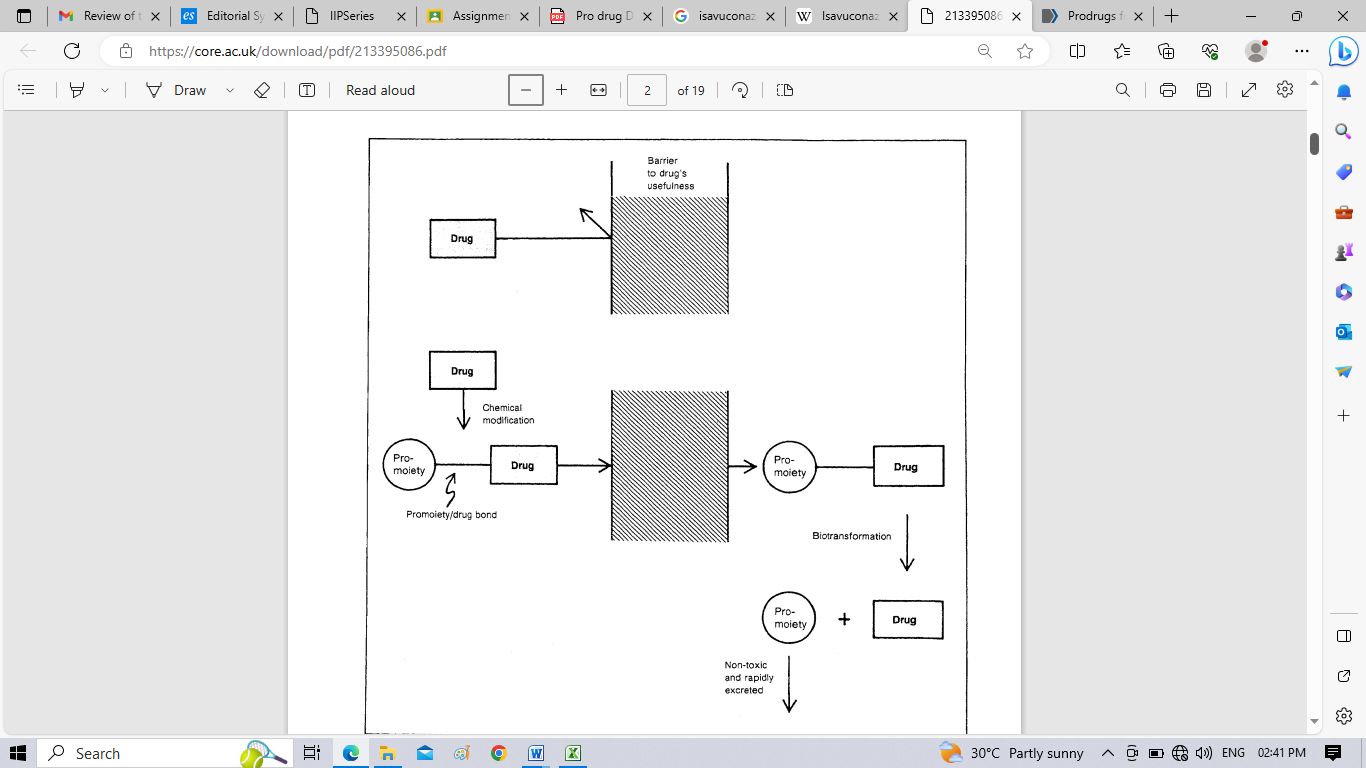 Review of t
Editorial Sy
IIPSeries
Assignmen
Pro drug D
isavuconaz
Isavuconaz
213395086
Prodrugs f
https://core.ac.uk/download/pdf/213395086.pdf
Draw
Read aloud
2 of 19
Barrier
to drug's
usefulness
Drug
Drug
Chemical
modification
Pro-
moiety
Drug
Pro-
moiety
Drug
Promoiety/drug bond
Biotransformation
Pro-
moiety
+
Drug
Non-toxic
and rapidly
excreted
Search
30°C Partly sunny
ENG
02:41 PM